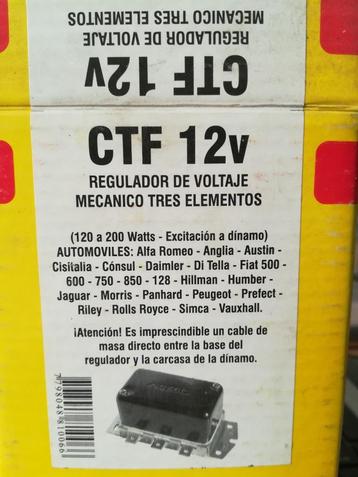 MECANICO TRES ELEMENTOS
REGULADOR DE VOLTAJE
CTF 12v
CTF 12v
REGULADOR DE VOLTAJE
MECANICO TRES ELEMENTOS
(120 a 200 Watts - Excitación a dínamo)
AUTOMOVILES: Alfa Romeo - Anglia - Austin -
Cisitalia - Cónsul - Daimler - Di Tella - Fiat 500 -
600 - 750 - 850 - 128 - Hillman - Humber -
Jaguar - Morris - Panhard - Peugeot - Prefect -
Riley - Rolls Royce - Simca - Vauxhall.
¡Atención! Es imprescindible un cable de
masa directo entre la base del
regulador y la carcasa de la dínamo.
7798048810066